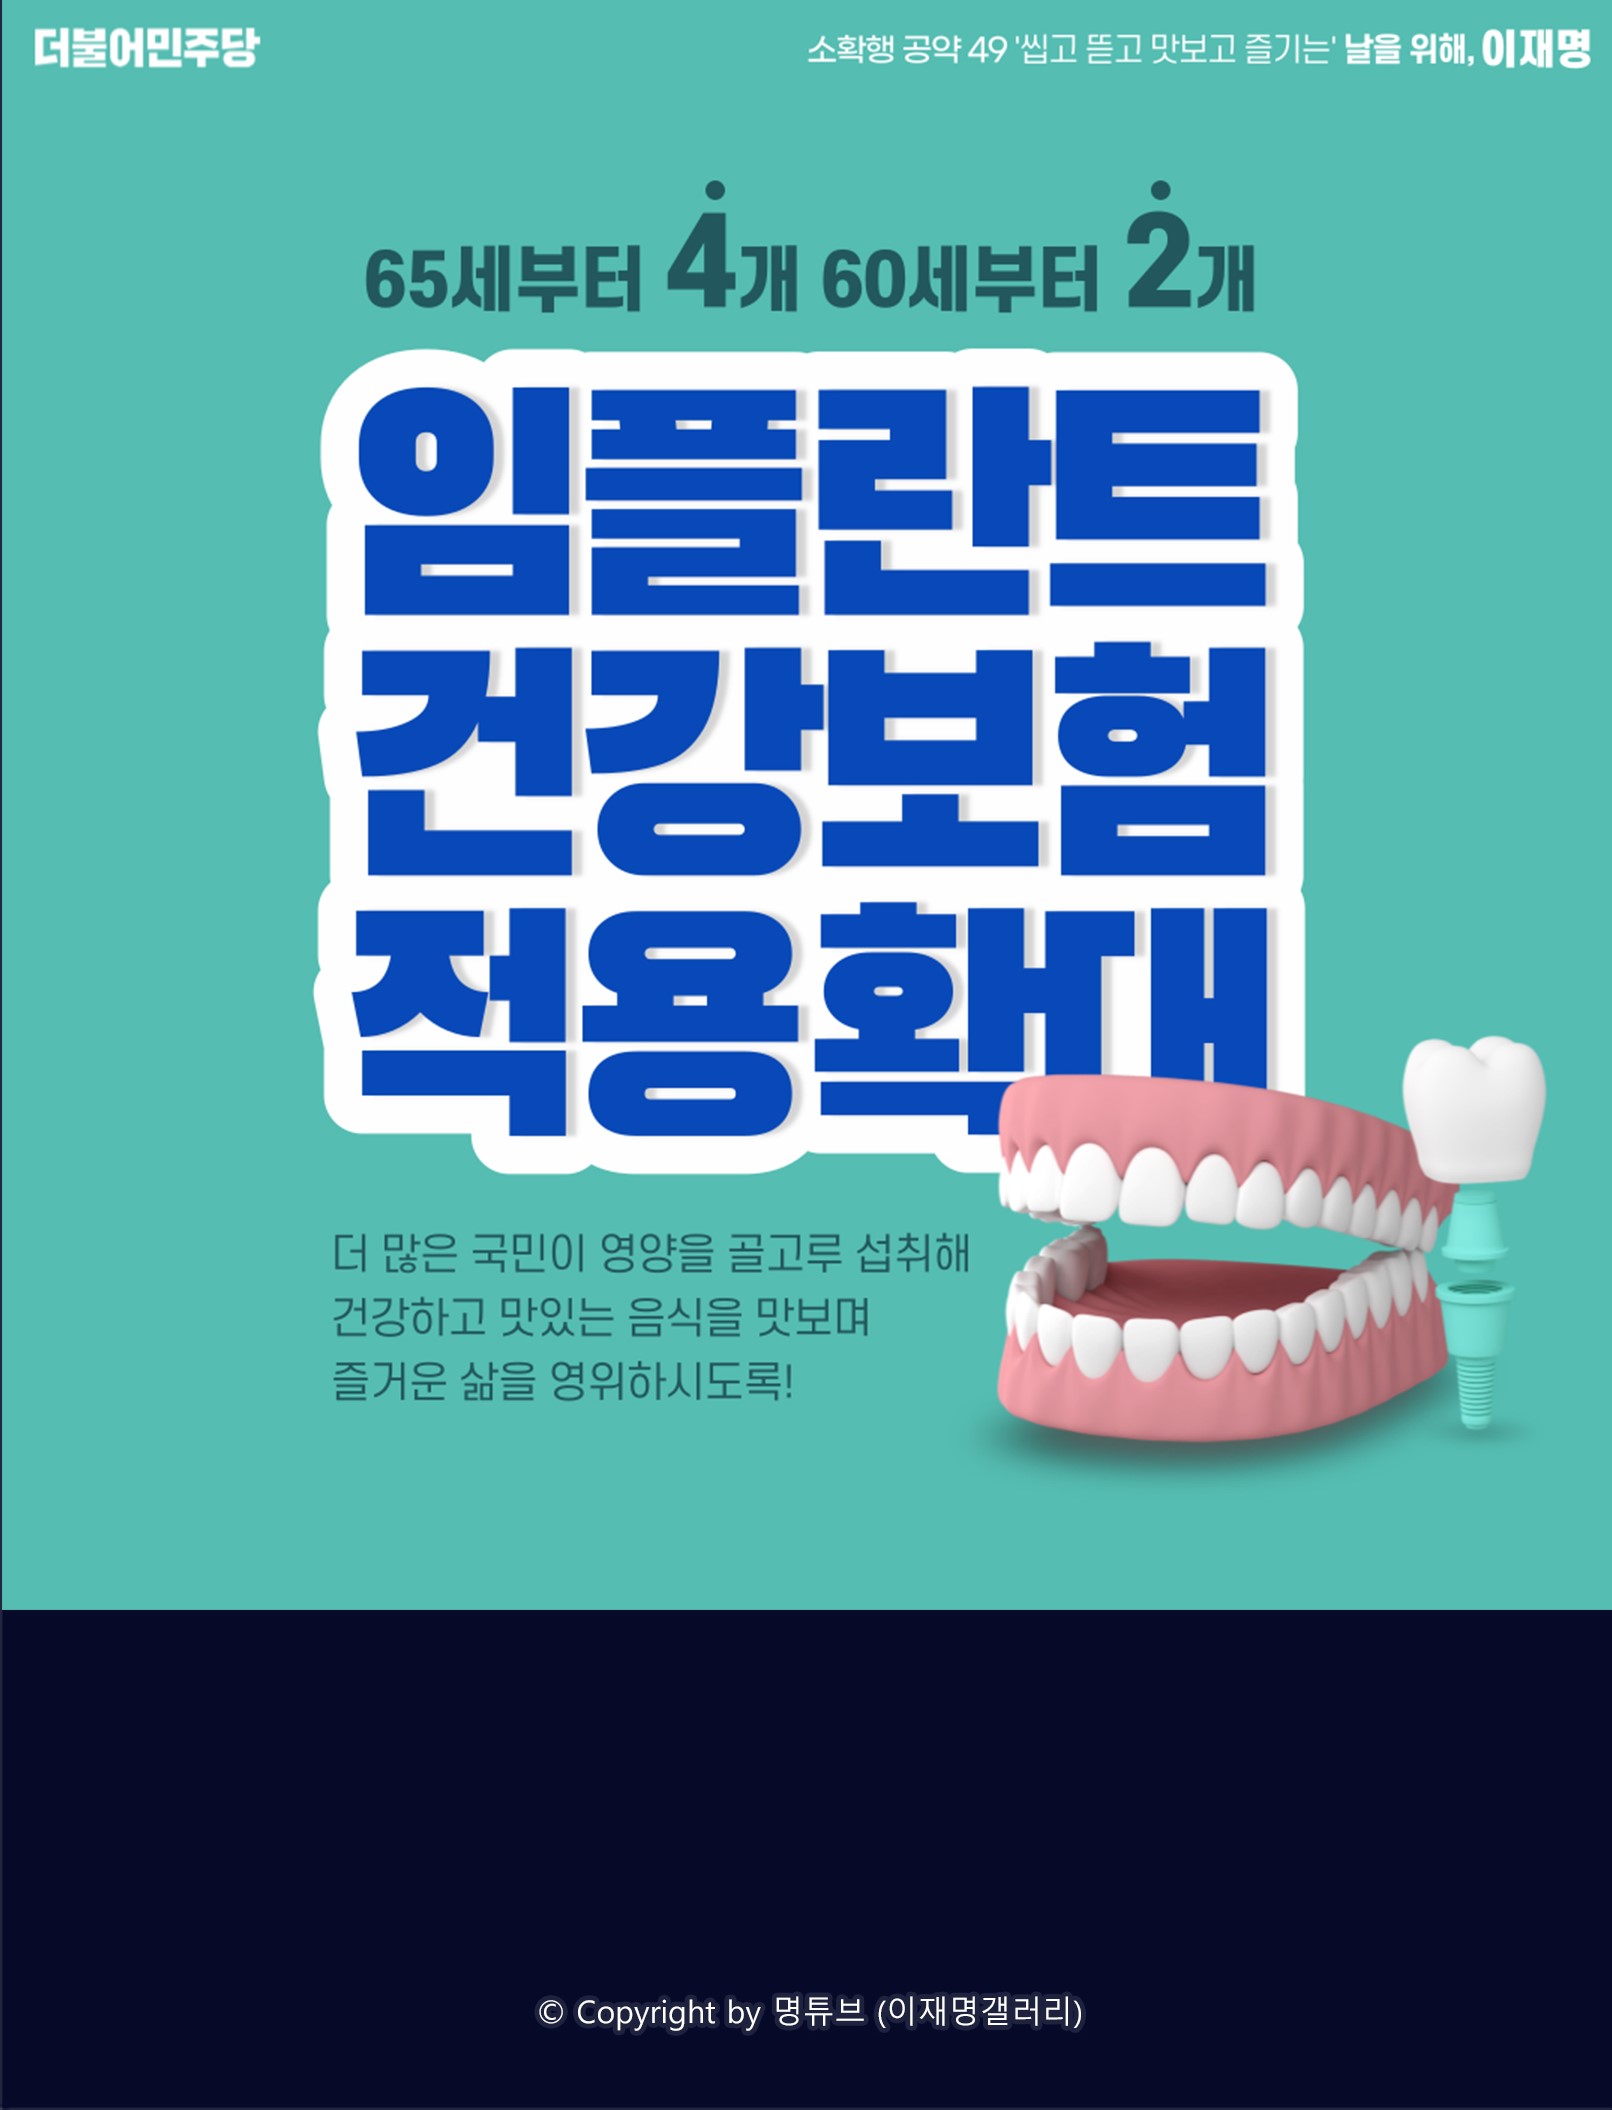 더불어민주당
소확행 공약 49 '씹고 뜯고 맛보고 즐기는' 날을 위해, 이재명
65세부터 4개 60세부터 2개
임플란트
건강보험
적용확대
더 많은 국민이 영양을 골고루 섭취해
건강하고 맛있는 음식을 맛보며
즐거운 삶을 영위하시도록!
© Copyright by 명튜브 (이재명갤러리)